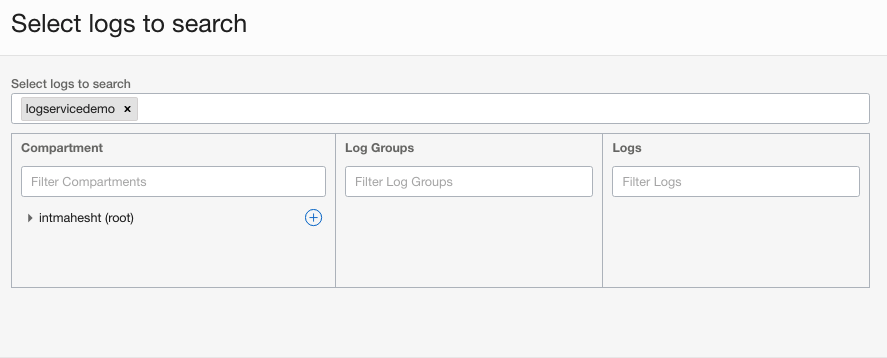 Select logs to search
Select logs to search
logservicedemo ×
Compartment
Log Groups
Logs
Filter Compartments
Filter Log Groups
Filter Logs
intmahesht (root)